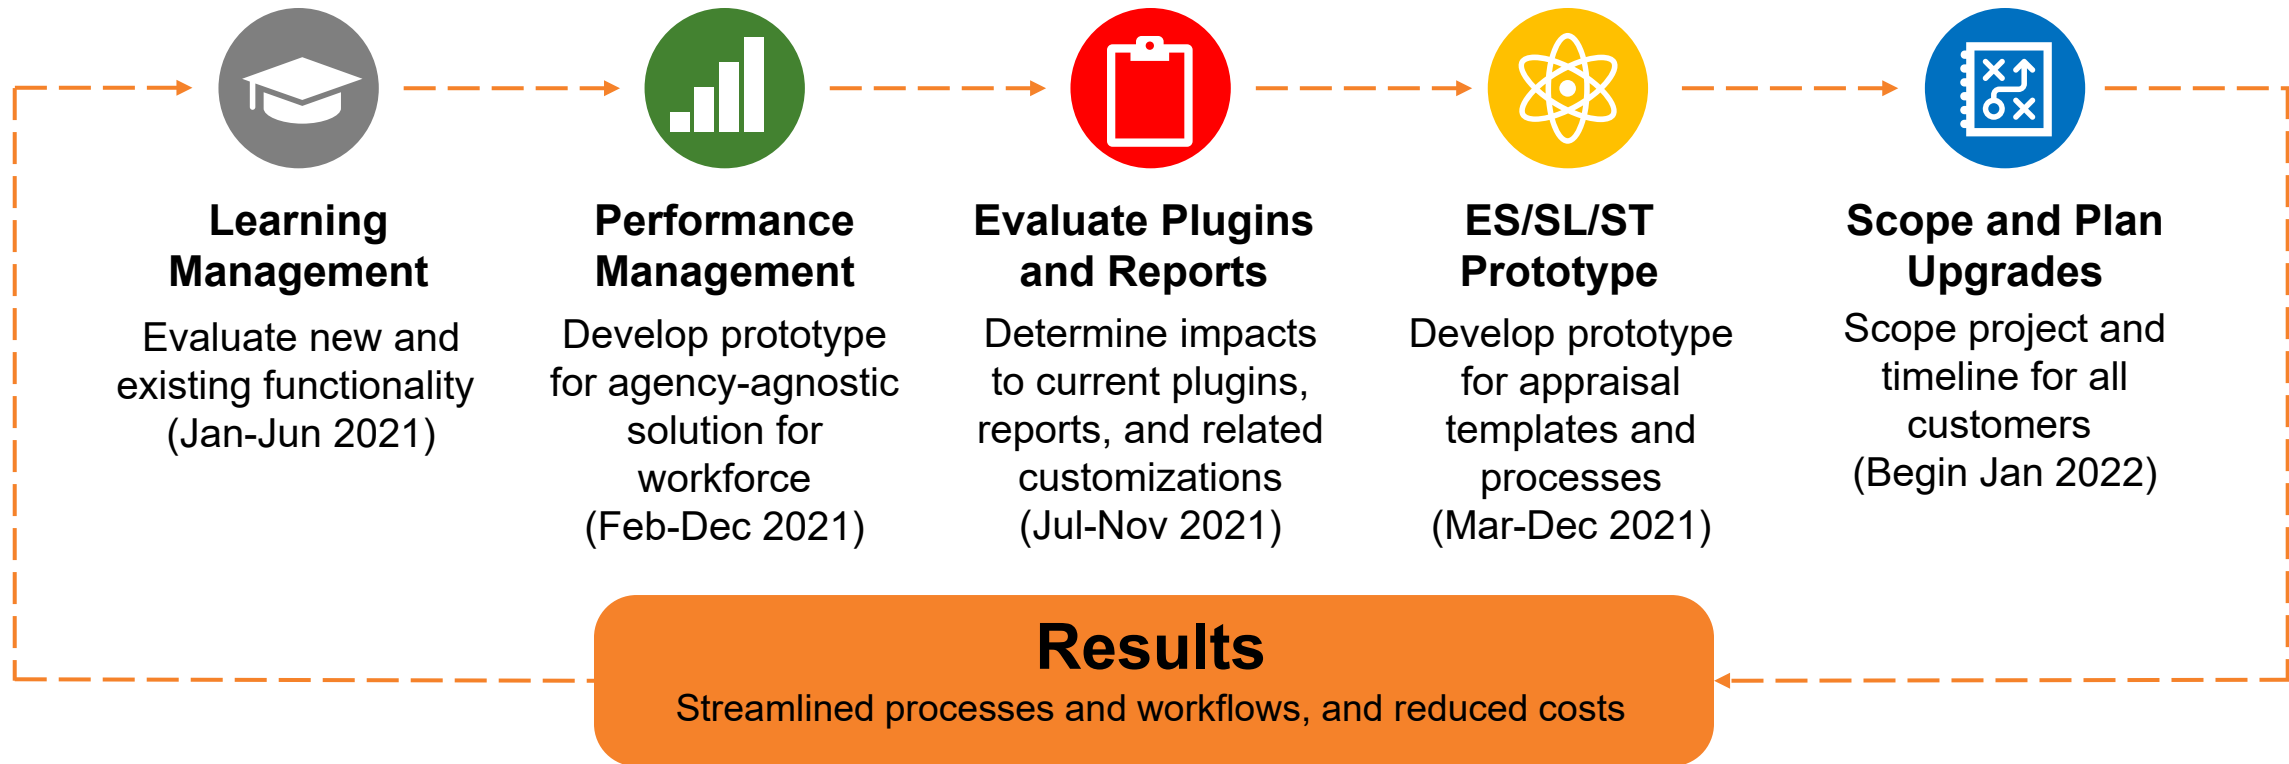 Learning
Management
Evaluate new and
existing functionality
(Jan-Jun 2021)
Performance
Management
Develop prototype
for agency-agnostic
solution for
workforce
(Feb-Dec 2021)
Evaluate Plugins
and Reports
Determine impacts
to current plugins,
reports, and related
customizations
(Jul-Nov 2021)
ES/SL/ST
Prototype
Develop prototype
for appraisal
templates and
processes
(Mar-Dec 2021)
Scope and Plan
Upgrades
Scope project and
timeline for all
customers
(Begin Jan 2022)
Results
Streamlined processes and workflows, and reduced costs